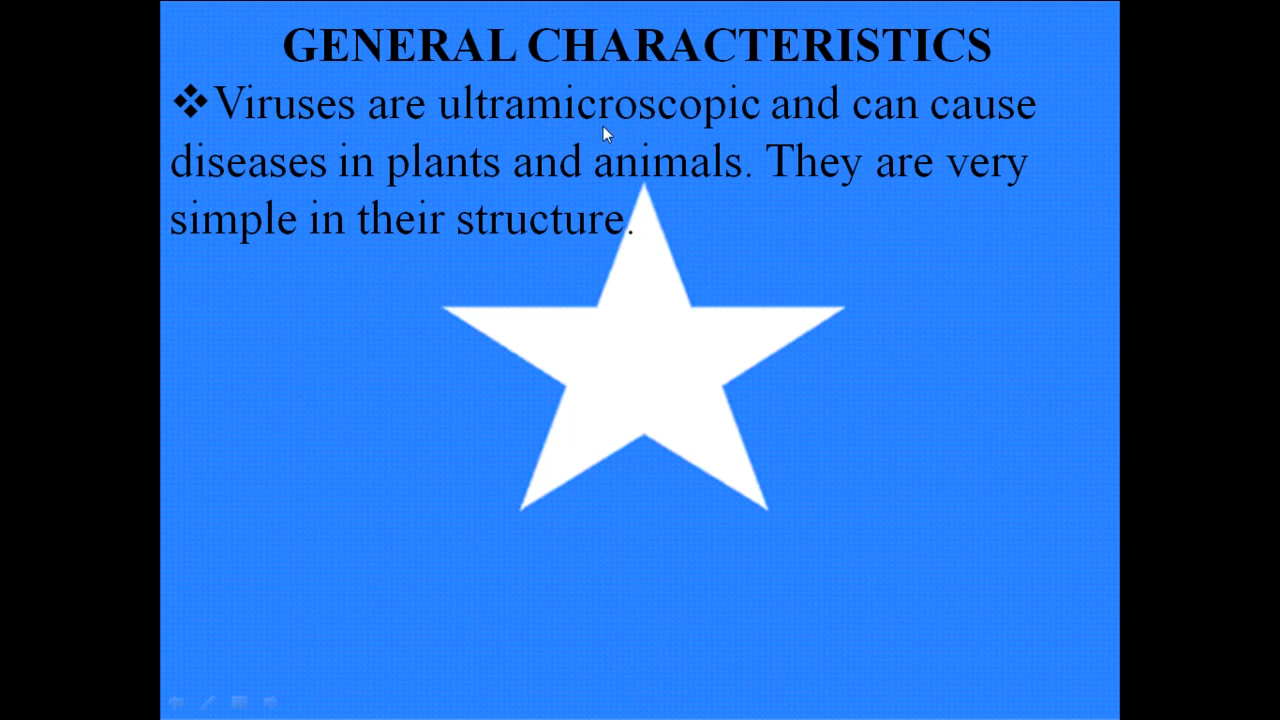 GENERAL CHARACTERISTICS
❖Viruses are ultramicroscopic and can cause
diseases in plants and animals. They are very
simple in their structure.